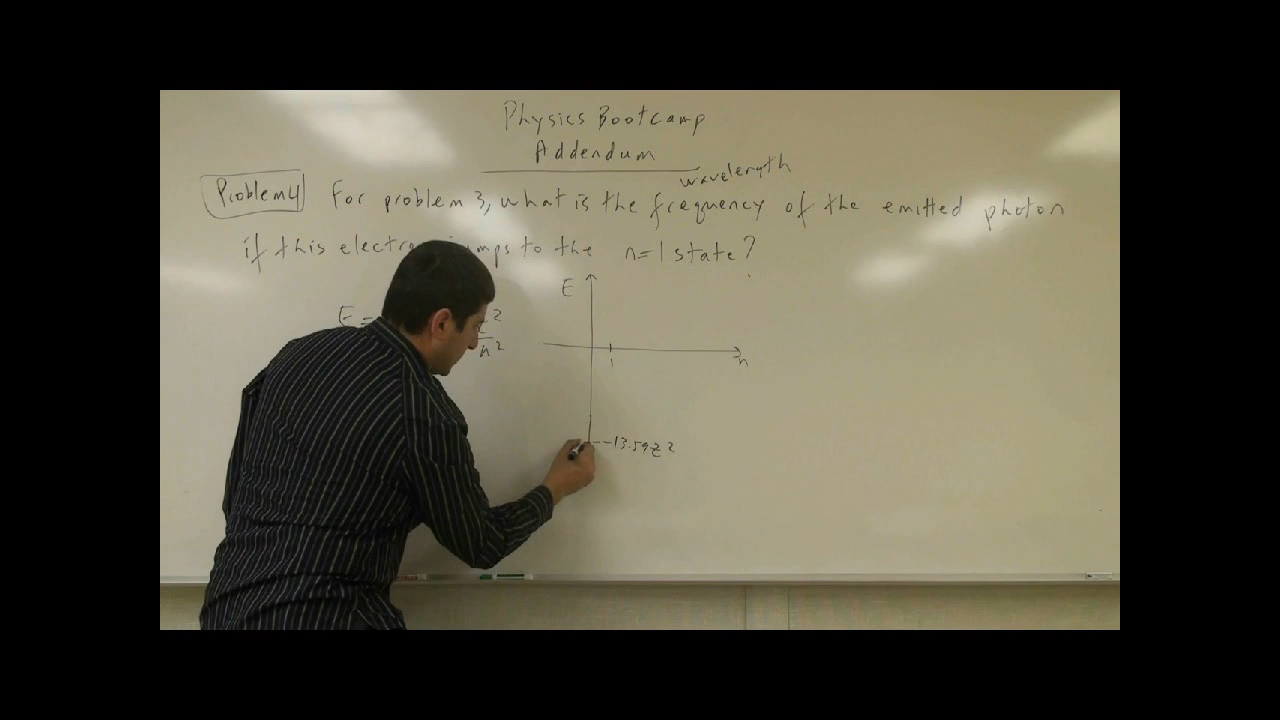 Physics Bootcamp
Addendum
wavelength
Problem 4 For problem 3, what is the frequency of the emitted photon
if this to the n=1 state?
E =
2
n2
E
1
n
-13.59z2